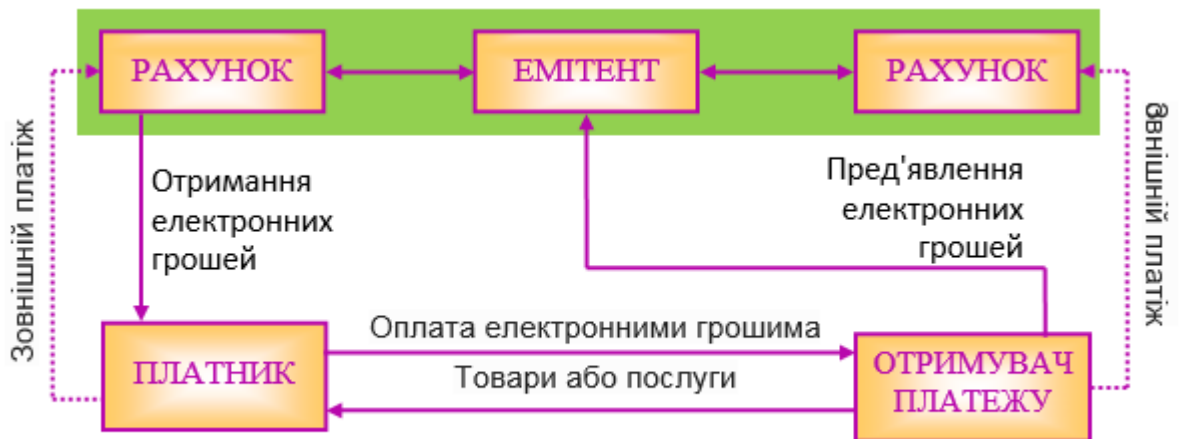 РАХУНОК
ЕМІТЕНТ
РАХУНОК
Зовнішній платіж
Отримання
електронних
грошей
Пред'явлення
електронних
грошей
Звнішній платіж
ПЛАТНИК
Оплата електронними грошима
Товари або послуги
ОТРИМУВАЧ
ПЛАТЕЖУ